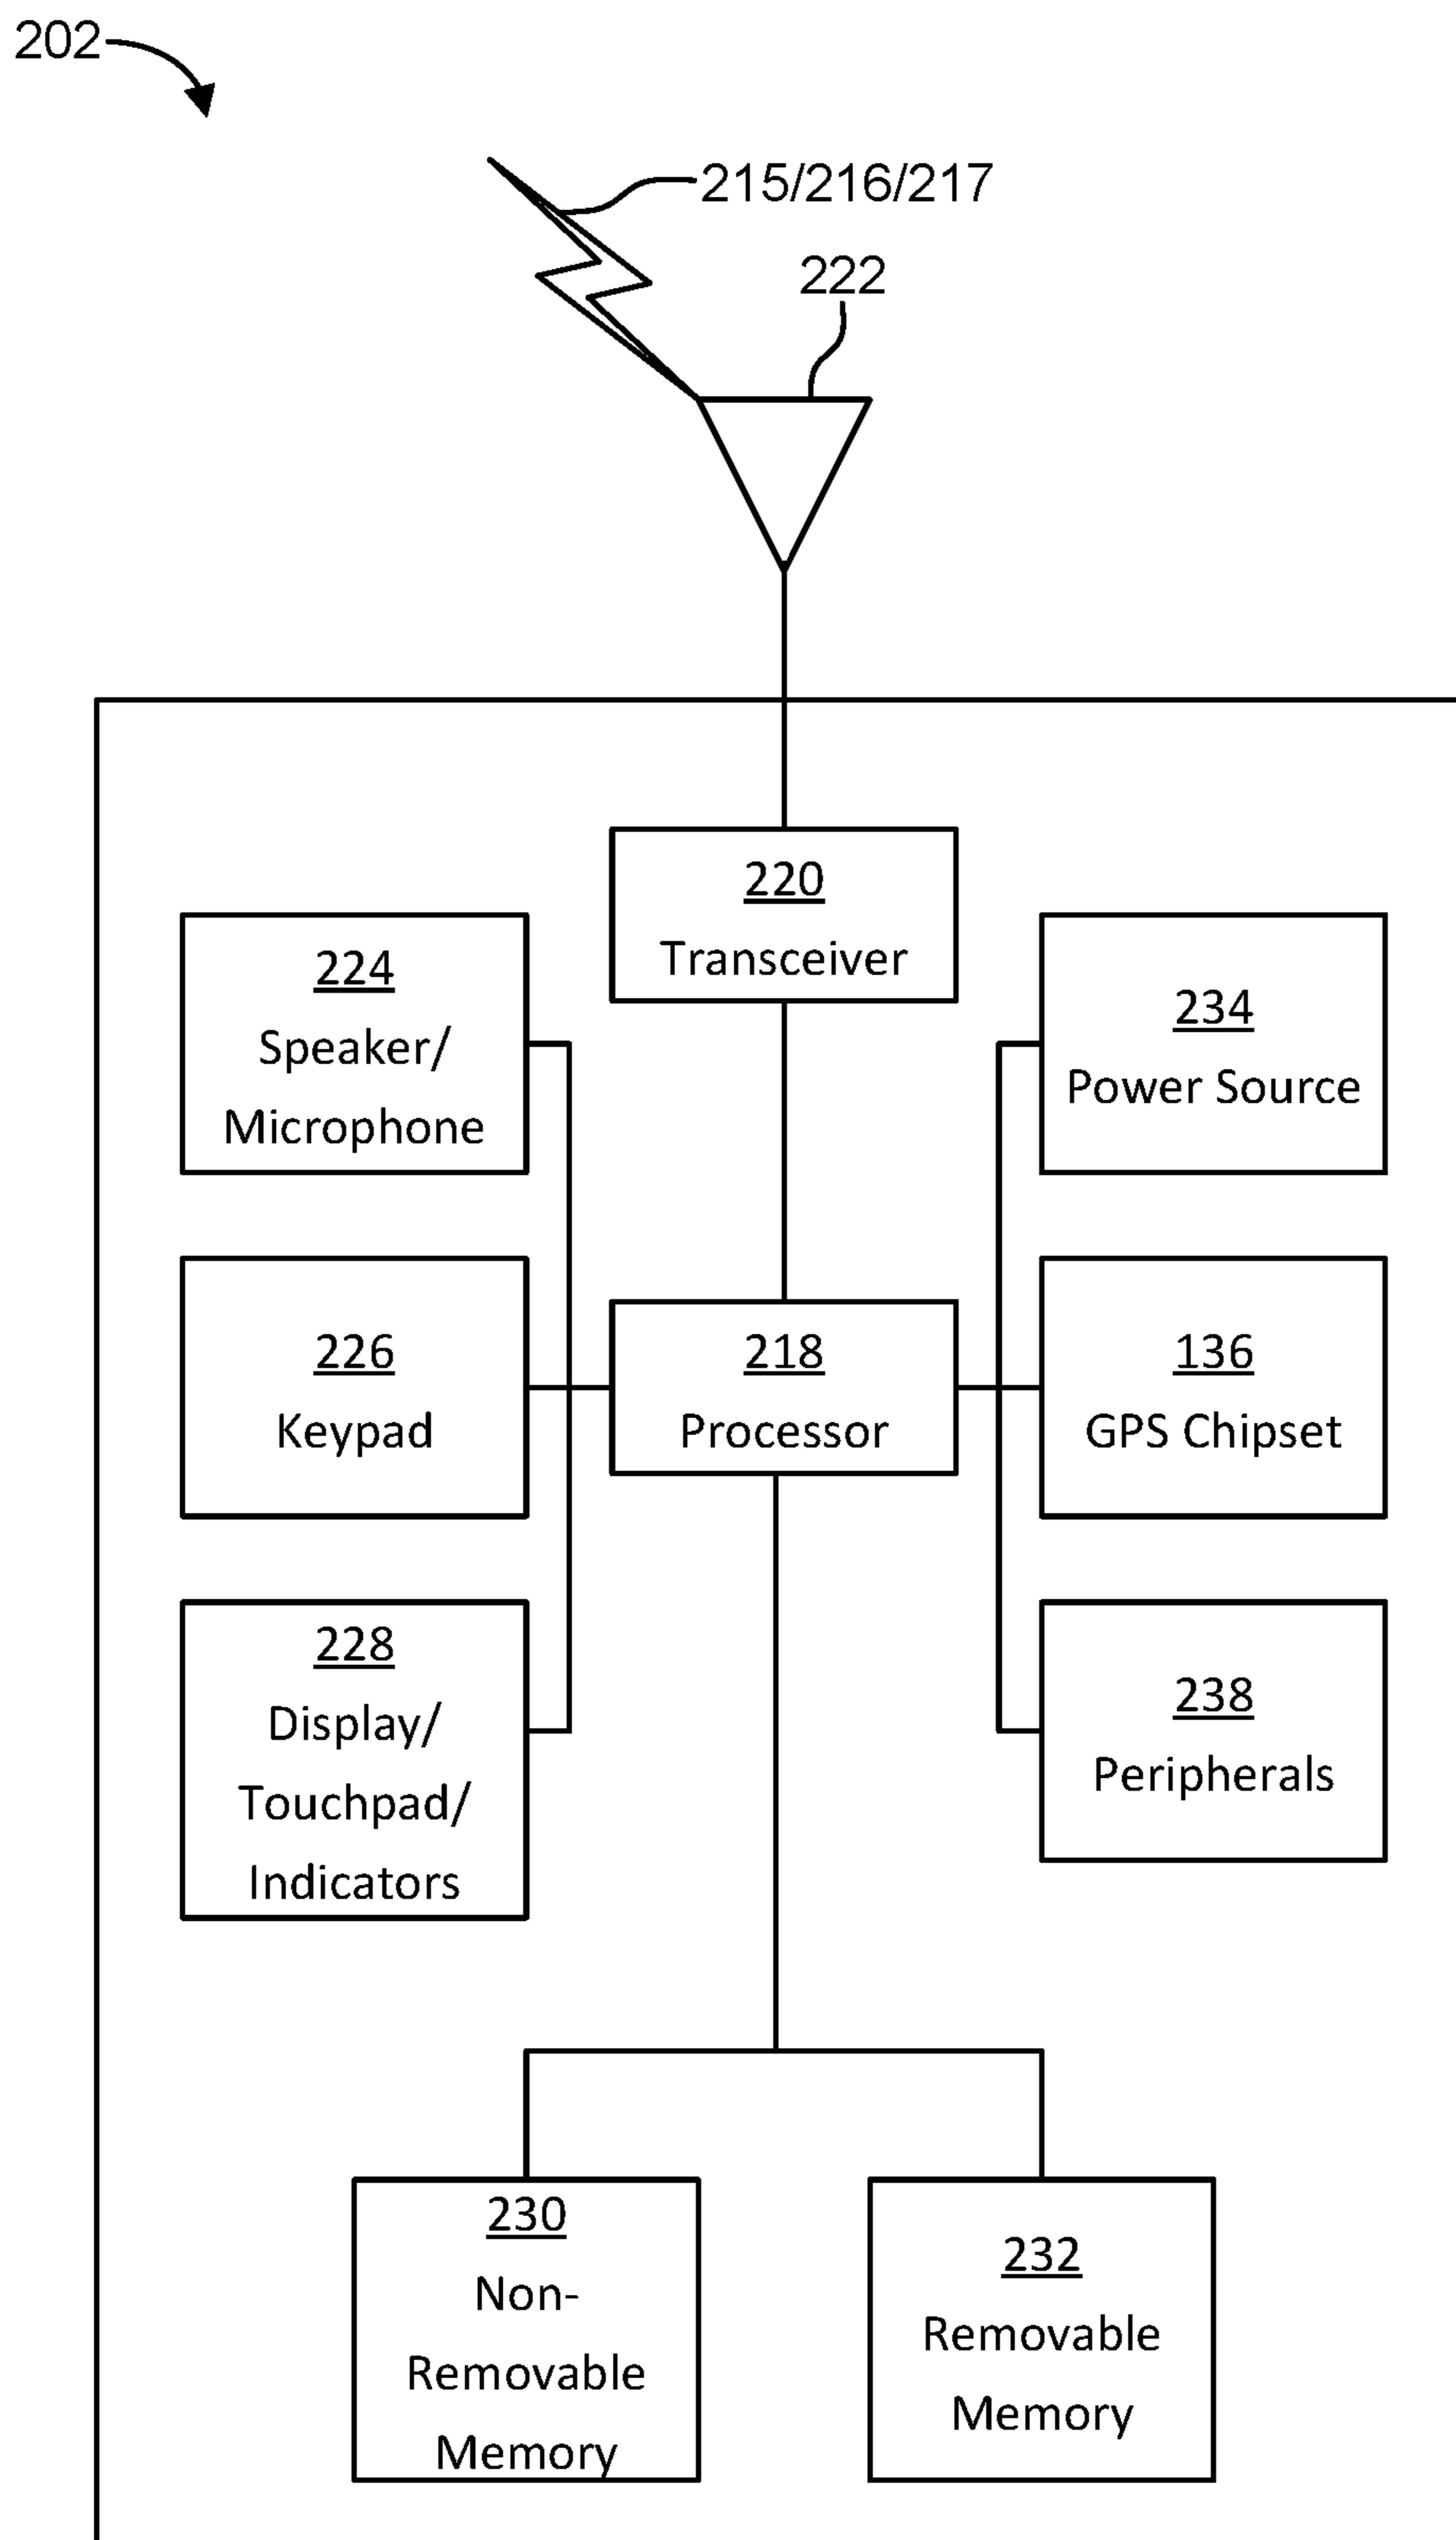 202
215/216/217
222
220
Transceiver
224
Speaker/
Microphone
234
Power Source
226
Keypad
218
Processor
136
GPS Chipset
228
Display/
Touchpad/
Indicators
238
Peripherals
230
Non-
Removable
Memory
232
Removable
Memory